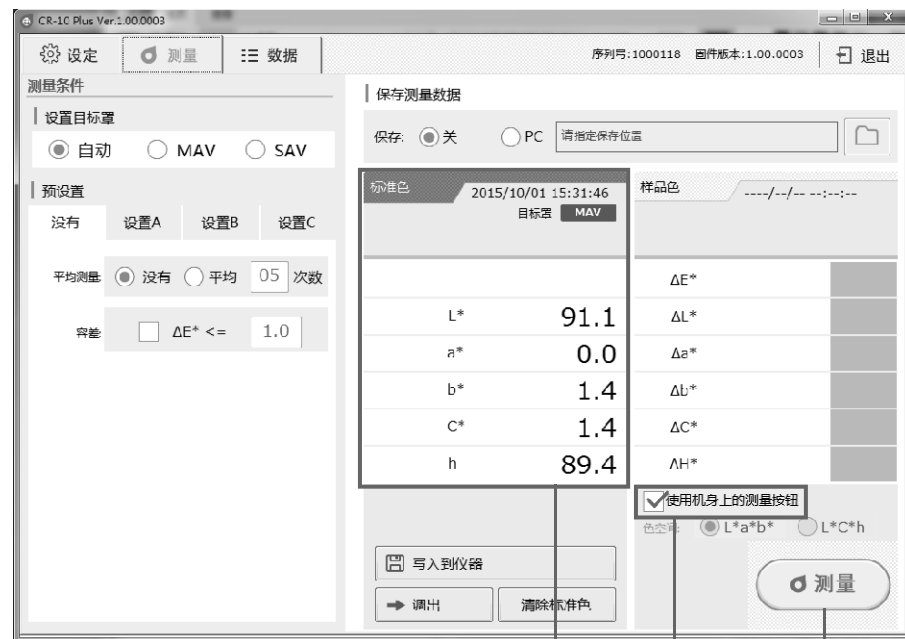 CR-1C Plus Ver.1.00.0003
设定 测量 数据 序列号:1000118 固件版本:1.00.0003 退出
测量条件
设置目标罩
自动 MAV SAV
预设置
没有 设置A 设置B 设置C
平均测量 没有 平均 05 次数
容差 ΔE* <= 1.0
保存测量数据
保存: 关 PC 请指定保存位置
标准色 2015/10/01 15:31:46
目标罩 MAV
L* 91.1
a* 0.0
b* 1.4
C* 1.4
h 89.4
样品色 ----/--/-- --:--:--
ΔE*
ΔL*
Δa*
Δb*
ΔC*
ΔH*
使用机身上的测量按钮
色空间: L*a*b* L*C*h
写入到仪器
调出 清除标准色
测量